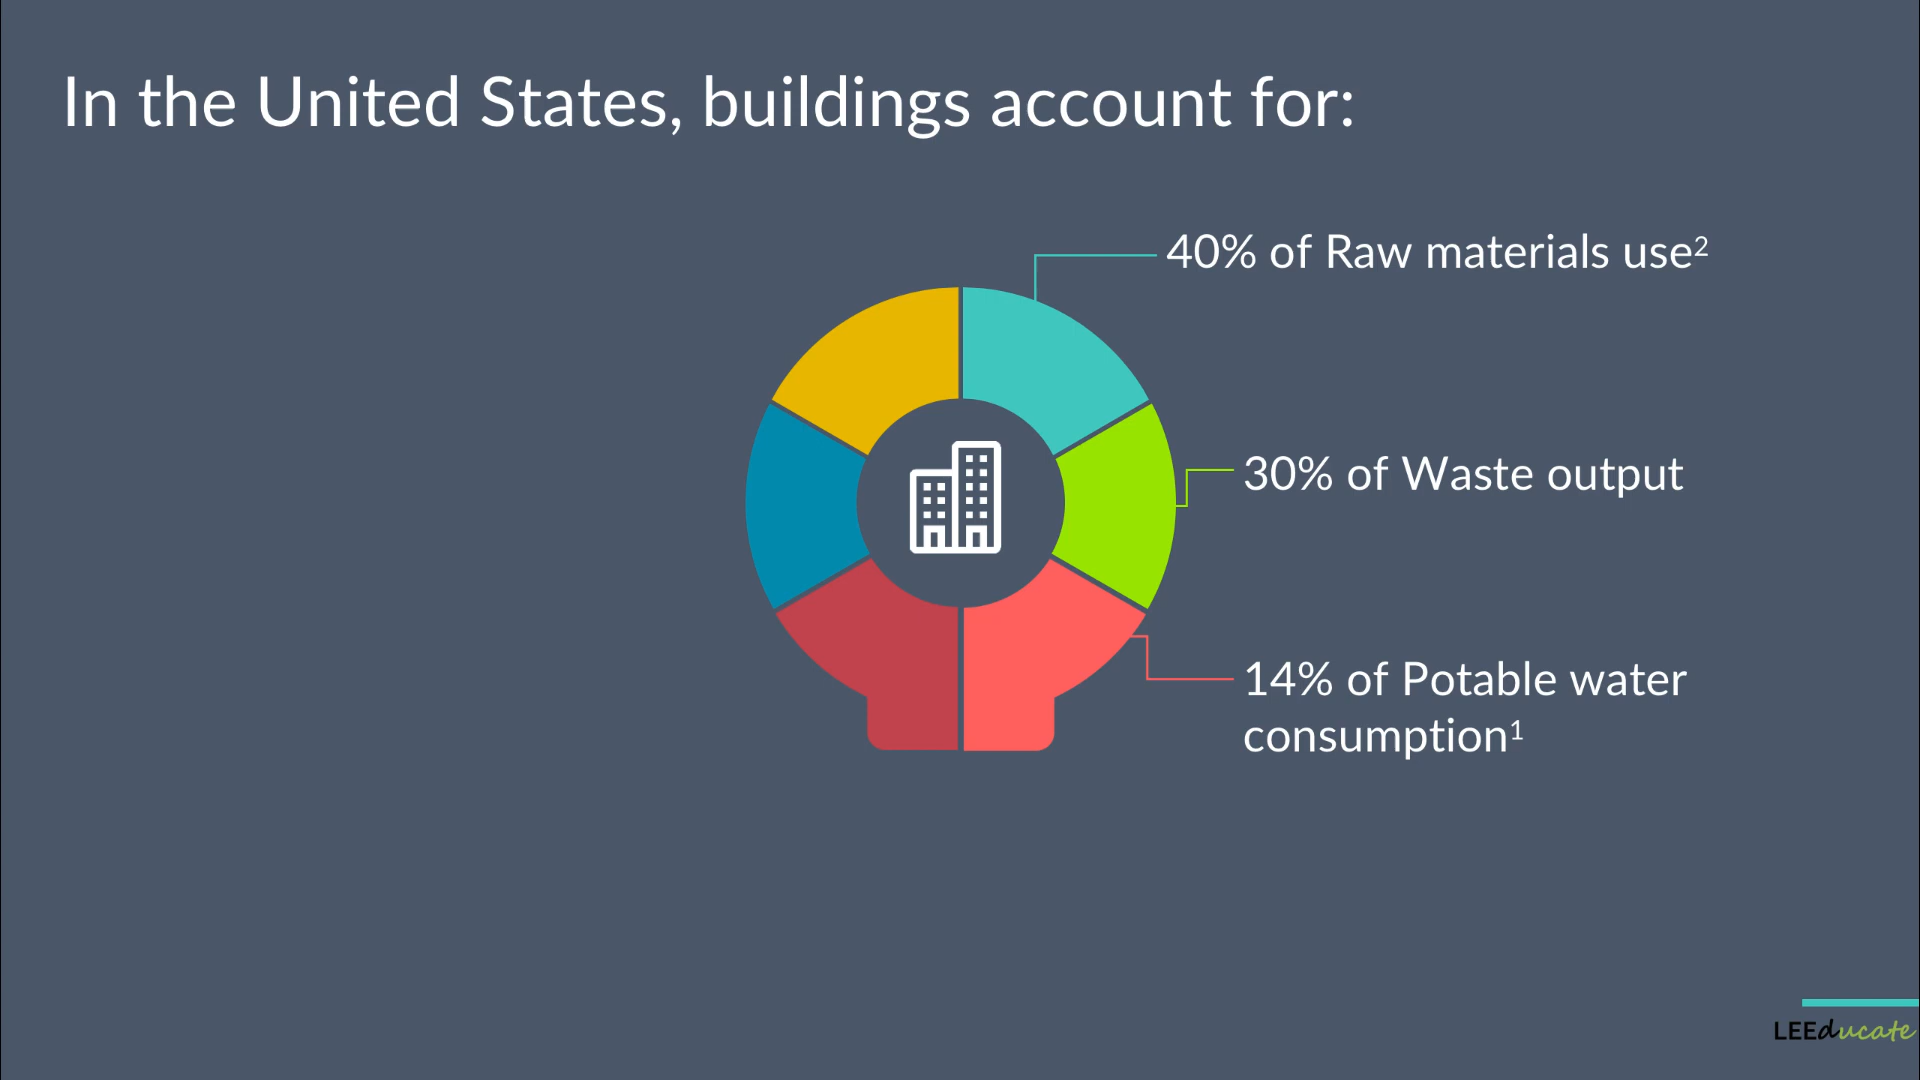 In the United States, buildings account for:
40% of Raw materials use²
30% of Waste output
14% of Potable water
consumption¹
LEEducate